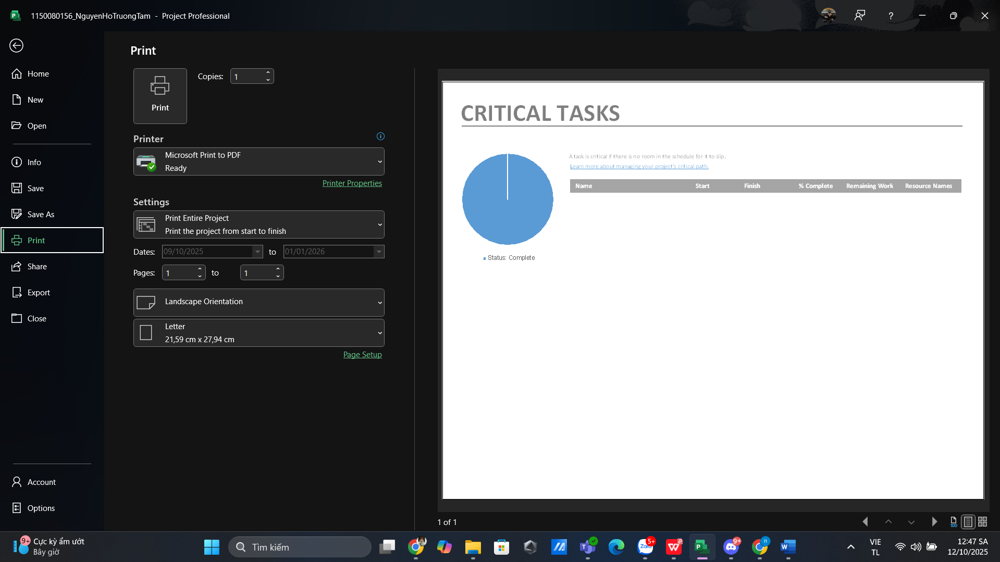 1150080156_NguyenHoTruongTam - Project Professional
?
Home
New
Open
Info
Save
Save As
Print
Share
Export
Close
Account
Options
Print
Print
Copies: 1
Printer
Microsoft Print to PDF
Ready
Printer Properties
Settings
Print Entire Project
Print the project from start to finish
Dates: 09/10/2025 to 01/01/2026
Pages: 1 to 1
Landscape Orientation
Letter
21,59 cm x 27,94 cm
Page Setup
CRITICAL TASKS
A task is critical if there is no room in the schedule for it to slip.
Learn more about managing your project's critical path.
Name Start Finish % Complete Remaining Work Resource Names
Status: Complete
1 of 1
100
9+
Cực kỳ ẩm ướt
Bây giờ
Tìm kiếm
Zalo
5+
9+
n
VIE
TL
12:47 SA
12/10/2025